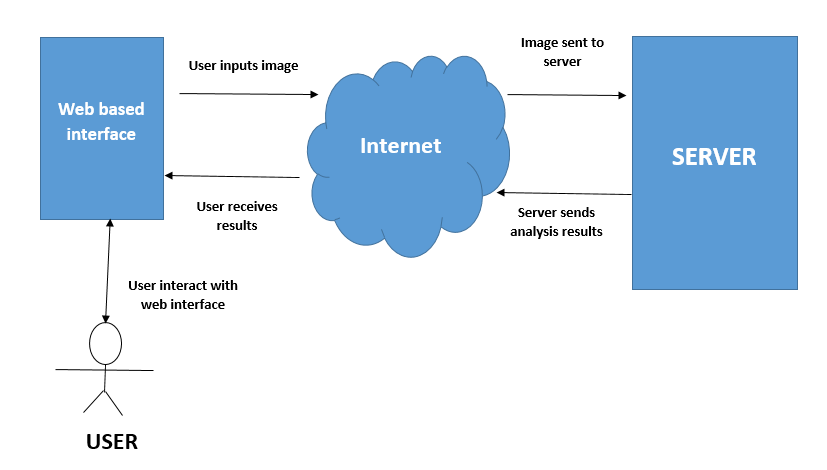 Web based
interface
User inputs image
Internet
Image sent to
server
SERVER
User receives
results
Server sends
analysis results
User interact with
web interface
USER